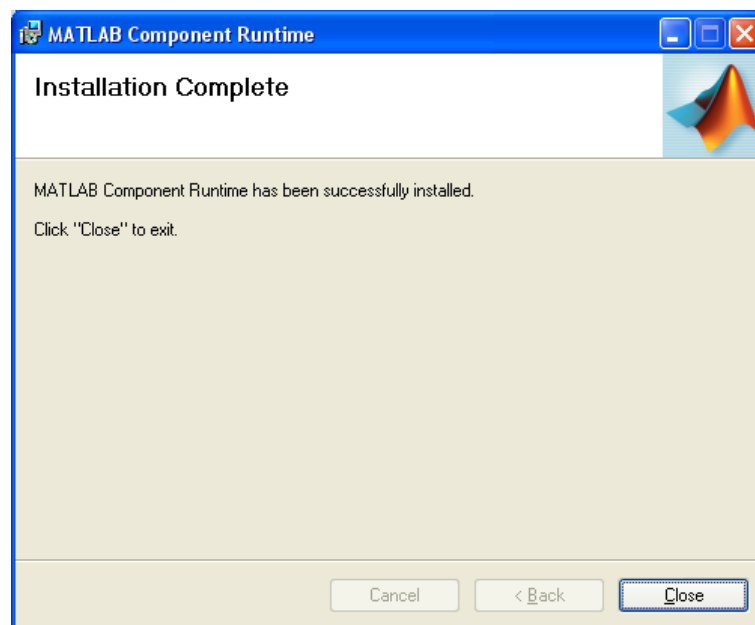 MATLAB Component Runtime
Installation Complete
MATLAB Component Runtime has been successfully installed.
Click "Close" to exit.
Cancel
< Back
Close